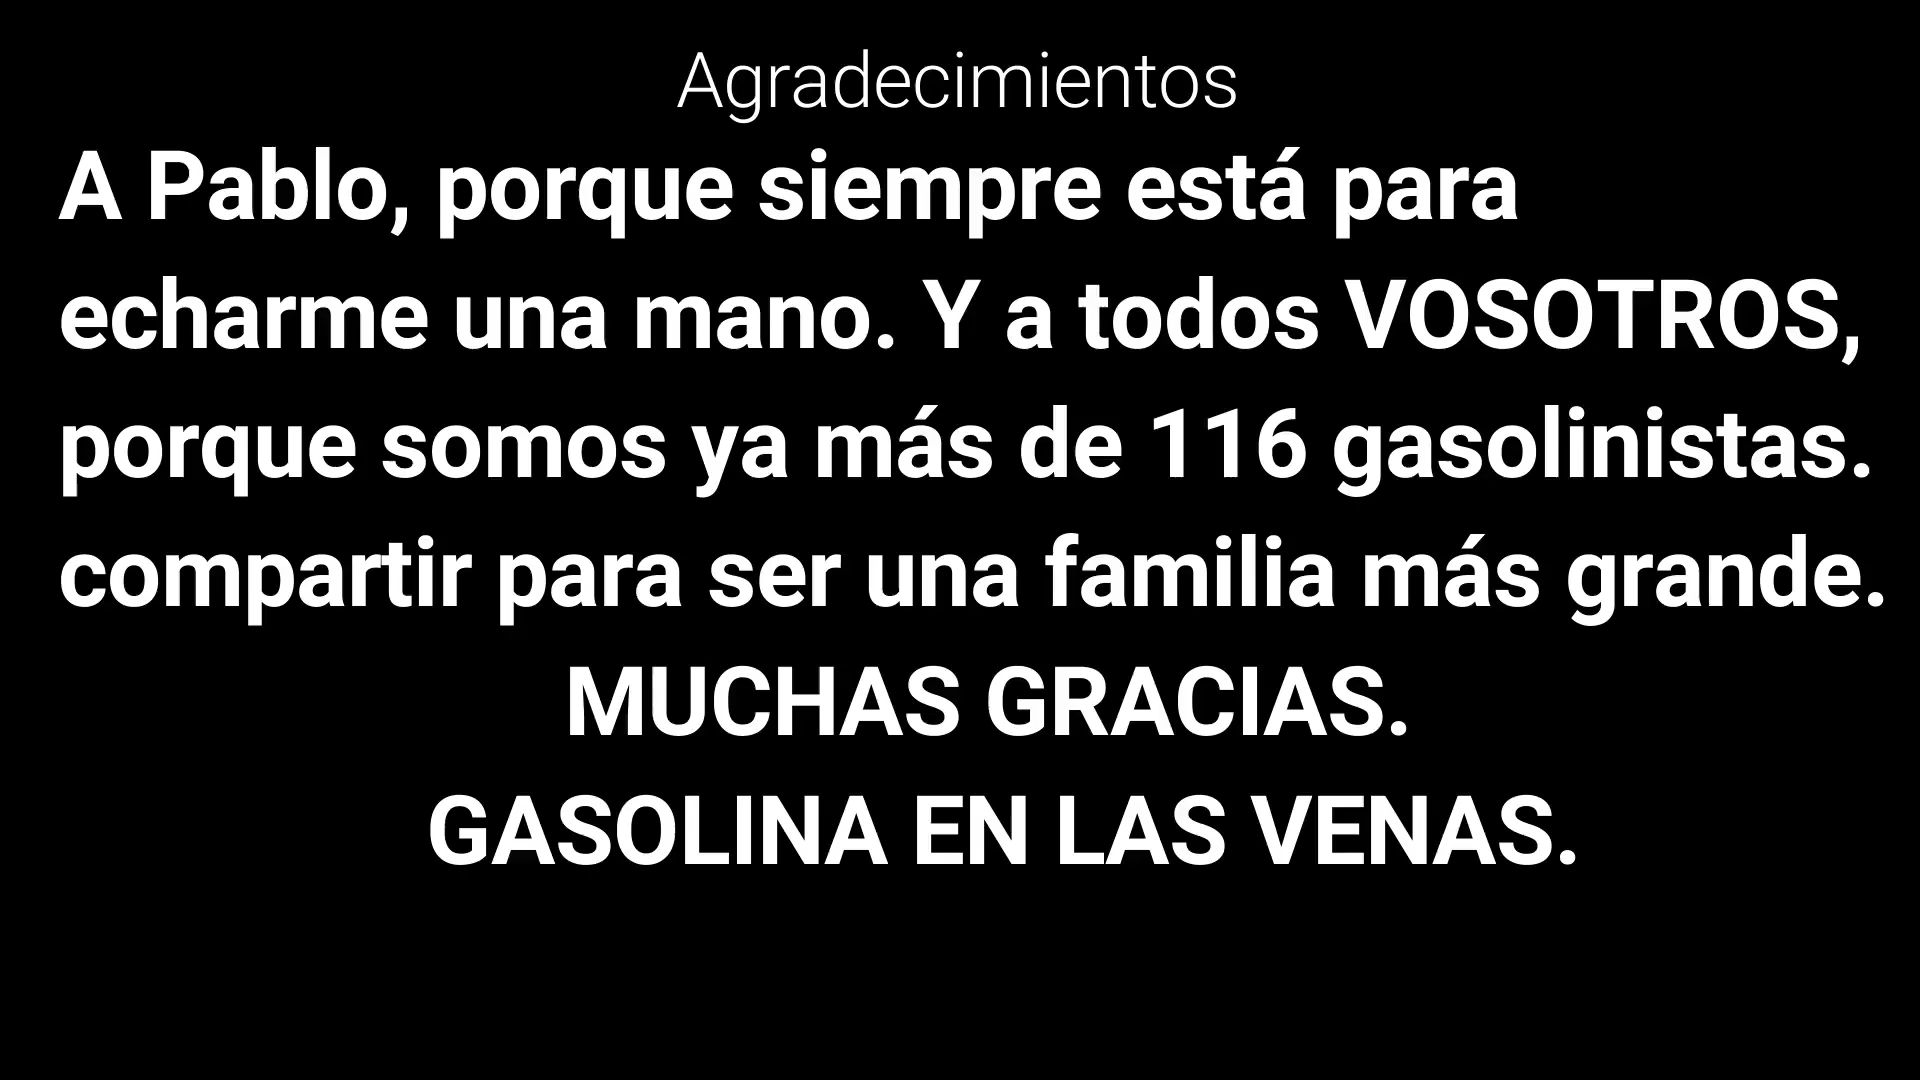 Agradecimientos
A Pablo, porque siempre está para
echarme una mano. Y a todos VOSOTROS,
porque somos ya más de 116 gasolinistas.
compartir para ser una familia más grande.
MUCHAS GRACIAS.
GASOLINA EN LAS VENAS.